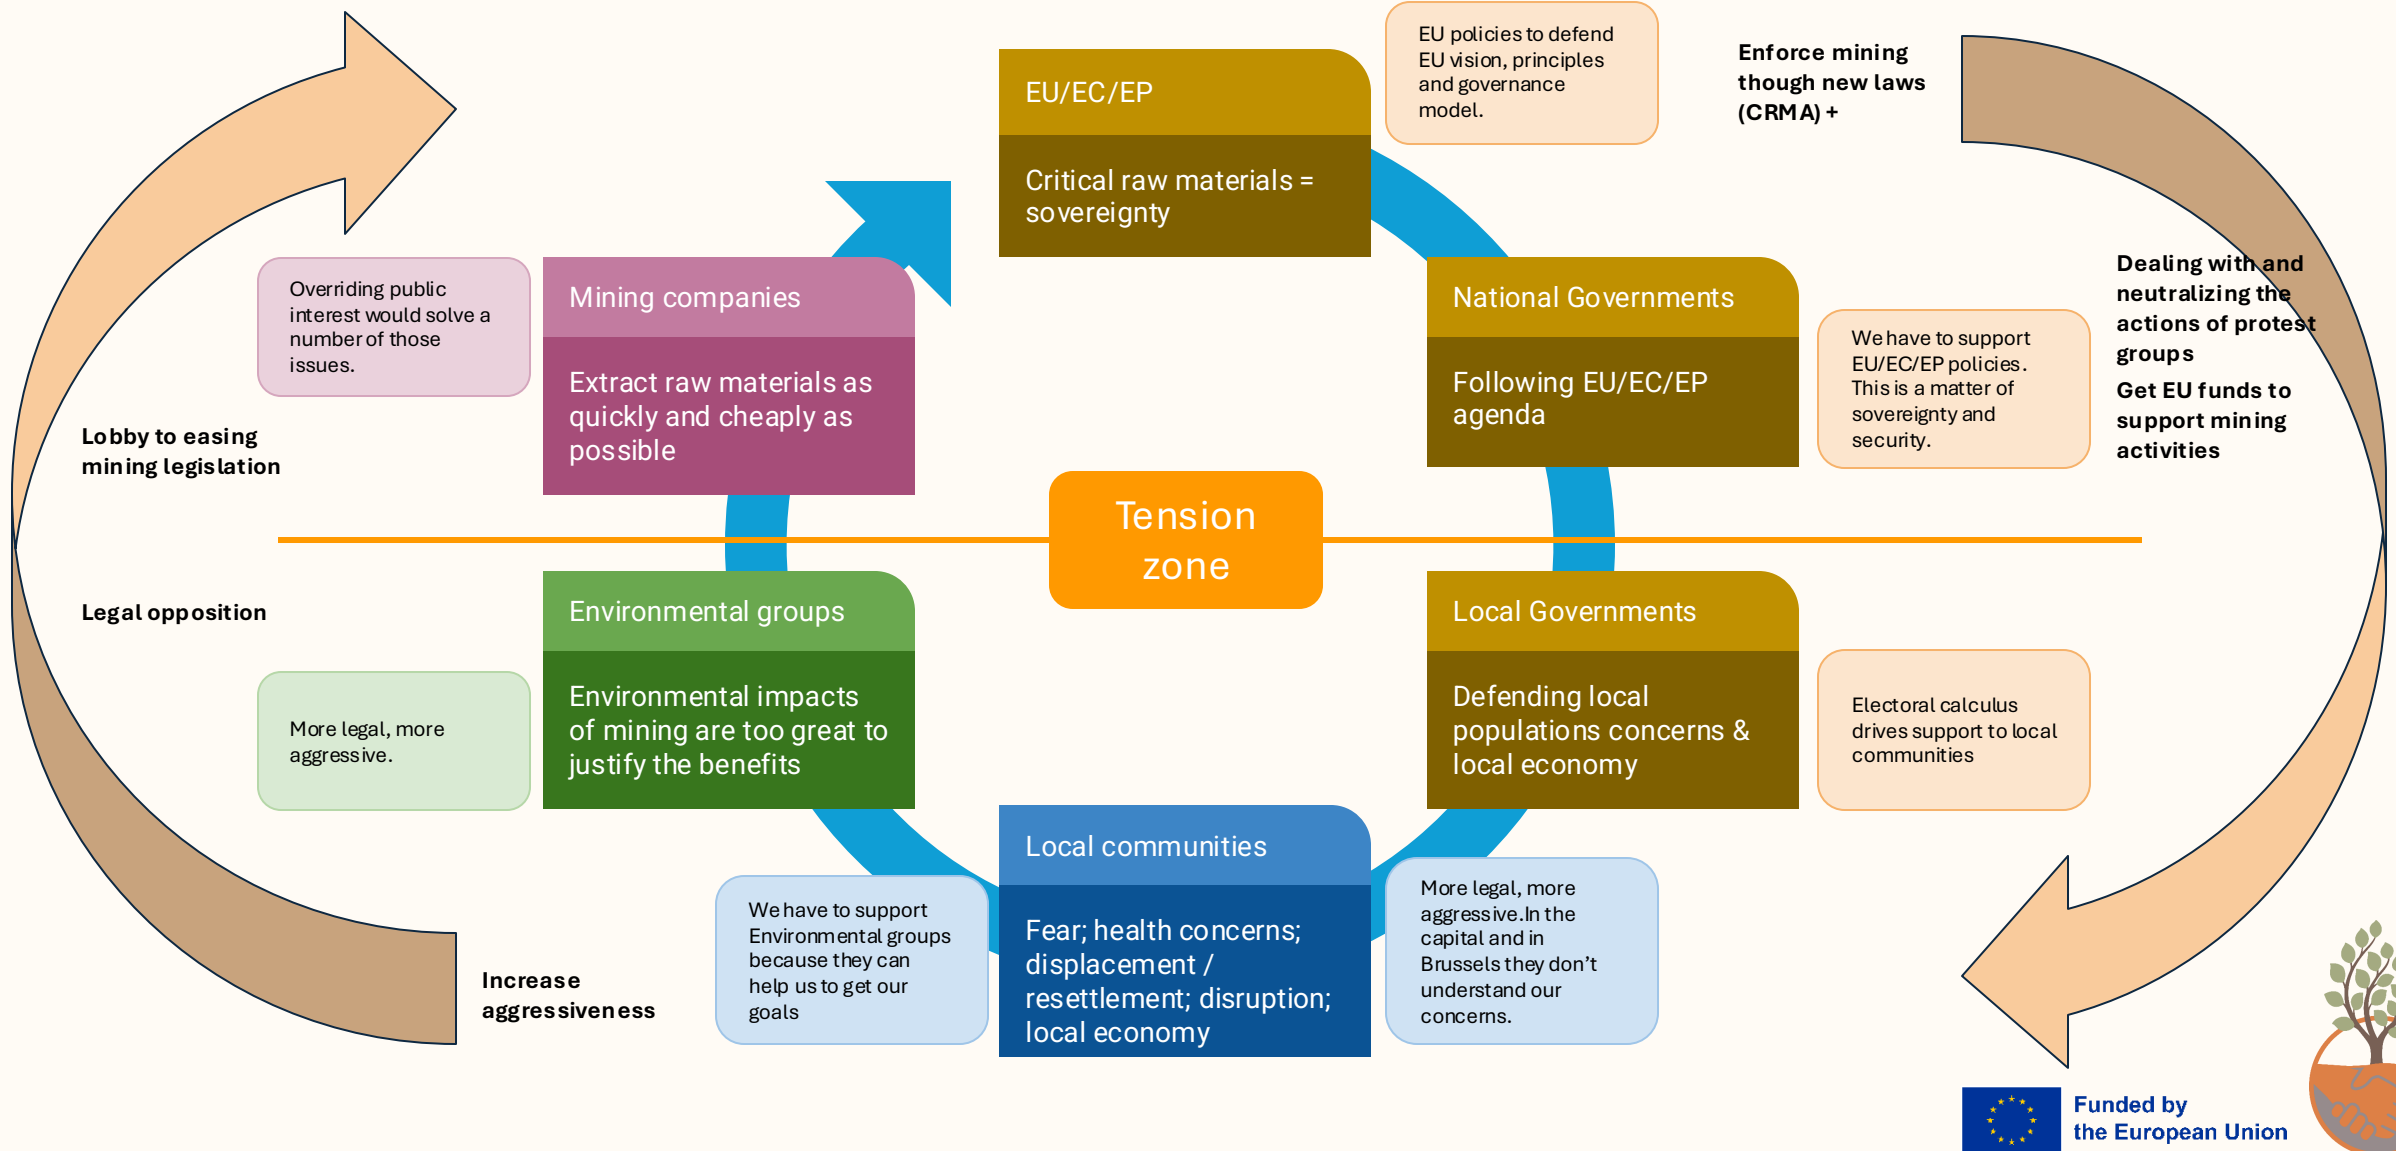 EU/EC/EP
Critical raw materials =
sovereignty
EU policies to defend
EU vision, principles
and governance
model.
Enforce mining
though new laws
(CRMA) +
National Governments
Following EU/EC/EP
agenda
We have to support
EU/EC/EP policies.
This is a matter of
sovereignty and
security.
Dealing with and
neutralizing the
actions of protest
groups
Get EU funds to
support mining
activities
Overriding public
interest would solve a
number of those
issues.
Mining companies
Extract raw materials as
quickly and cheaply as
possible
Lobby to easing
mining legislation
Tension
zone
Legal opposition
Environmental groups
Environmental impacts
of mining are too great to
justify the benefits
More legal, more
aggressive.
Local Governments
Defending local
populations concerns &
local economy
Electoral calculus
drives support to local
communities
Local communities
Fear; health concerns;
displacement /
resettlement; disruption;
local economy
We have to support
Environmental groups
because they can
help us to get our
goals
More legal, more
aggressive.In the
capital and in
Brussels they don’t
understand our
concerns.
Increase
aggressiveness
Funded by
the European Union